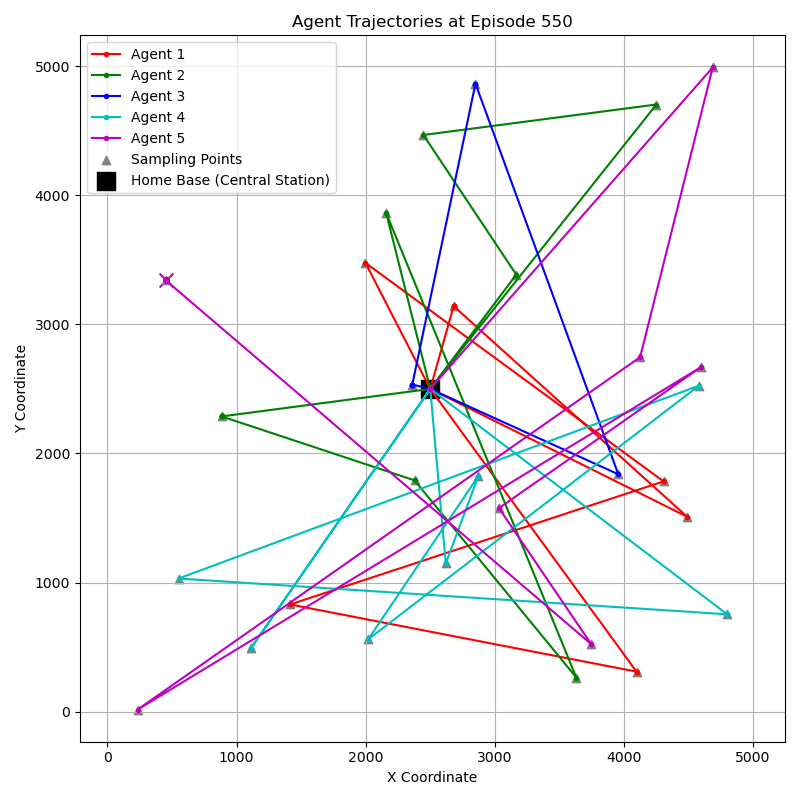 Agent Trajectories at Episode 550
Agent 1
Agent 2
Agent 3
Agent 4
Agent 5
Sampling Points
Home Base (Central Station)
Y Coordinate
5000
4000
3000
2000
1000
0
0 1000 2000 3000 4000 5000
X Coordinate